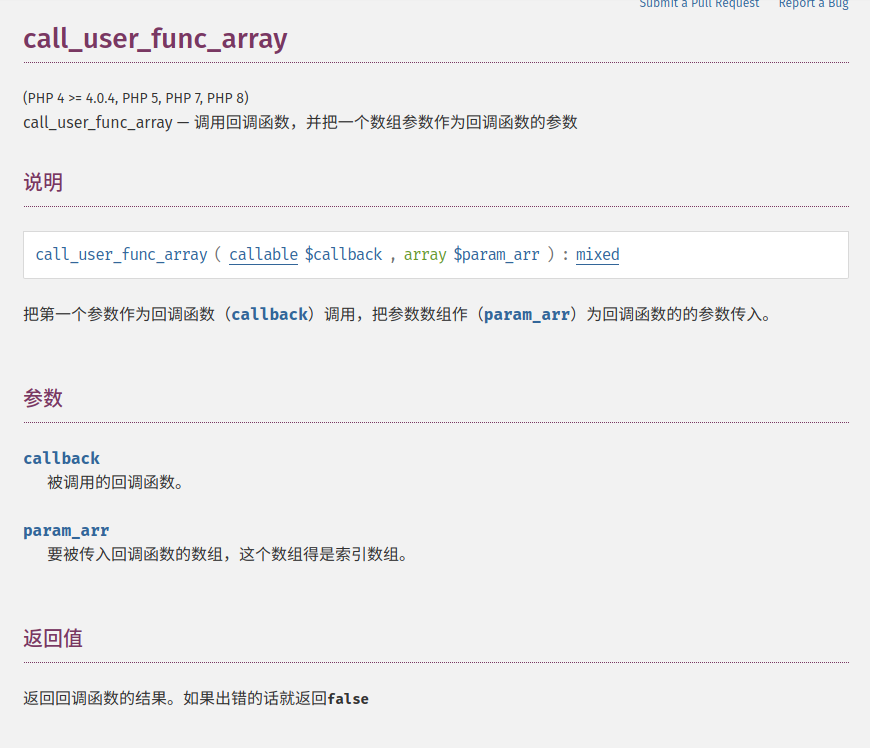 Submit a Pull Request Report a Bug
call_user_func_array
(PHP 4 >= 4.0.4, PHP 5, PHP 7, PHP 8)
call_user_func_array — 调用回调函数，并把一个数组参数作为回调函数的参数
说明
call_user_func_array ( callable $callback , array $param_arr ) : mixed
把第一个参数作为回调函数（callback）调用，把参数数组作（param_arr）为回调函数的的参数传入。
参数
callback
被调用的回调函数。
param_arr
要被传入回调函数的数组，这个数组得是索引数组。
返回值
返回回调函数的结果。如果出错的话就返回false